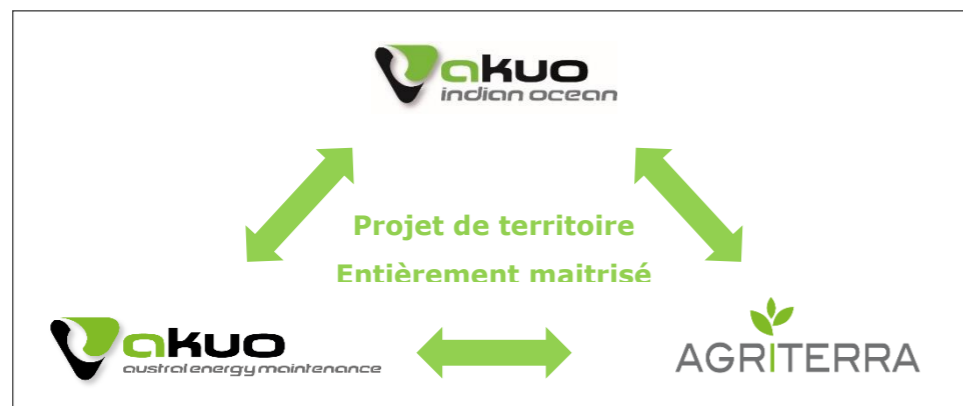 akuo
indian ocean
Projet de territoire
Entièrement maitrisé
akuo
austral energy maintenance
AGRITERRA